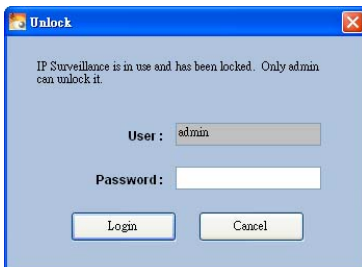 Unlock
IP Surveillance is in use and has been locked.  Only admin
can unlock it.
User :
admin
Password :
Login
Cancel